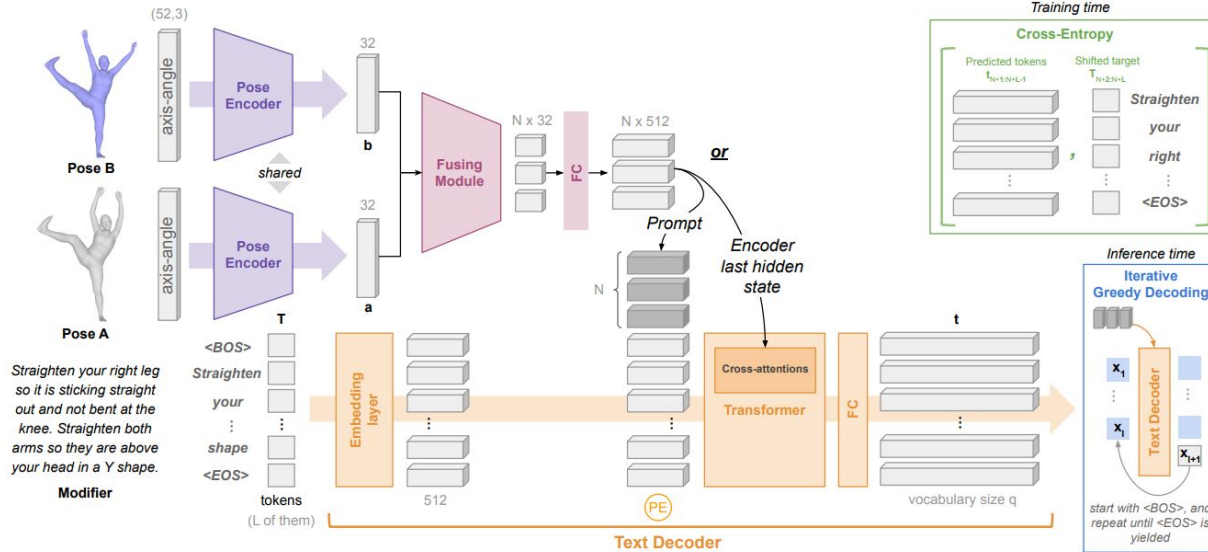 (52,3)
axis-angle
Pose
Encoder
32
b
Pose B
shared
(52,3)
axis-angle
Pose
Encoder
32
a
Pose A
Fusing
Module
N x 32
FC
N x 512
or
Prompt
Encoder
last hidden
state
N
Straighten your right leg
so it is sticking straight
out and not bent at the
knee. Straighten both
arms so they are above
your head in a Y shape.
Modifier
T
<BOS>
Straighten
your
shape
<EOS>
tokens
(L of them)
Embedding
layer
512
PE
Cross-attentions
Transformer
FC
t
vocabulary size q
Text Decoder
Training time
Cross-Entropy
Predicted tokens
t N+1:N+L-1
Shifted target
T N+2:N+L
,
Straighten
your
right
<EOS>
Inference time
Iterative
Greedy Decoding
x1
xi
Text Decoder
xi+1
start with <BOS>, and
repeat until <EOS> is
yielded